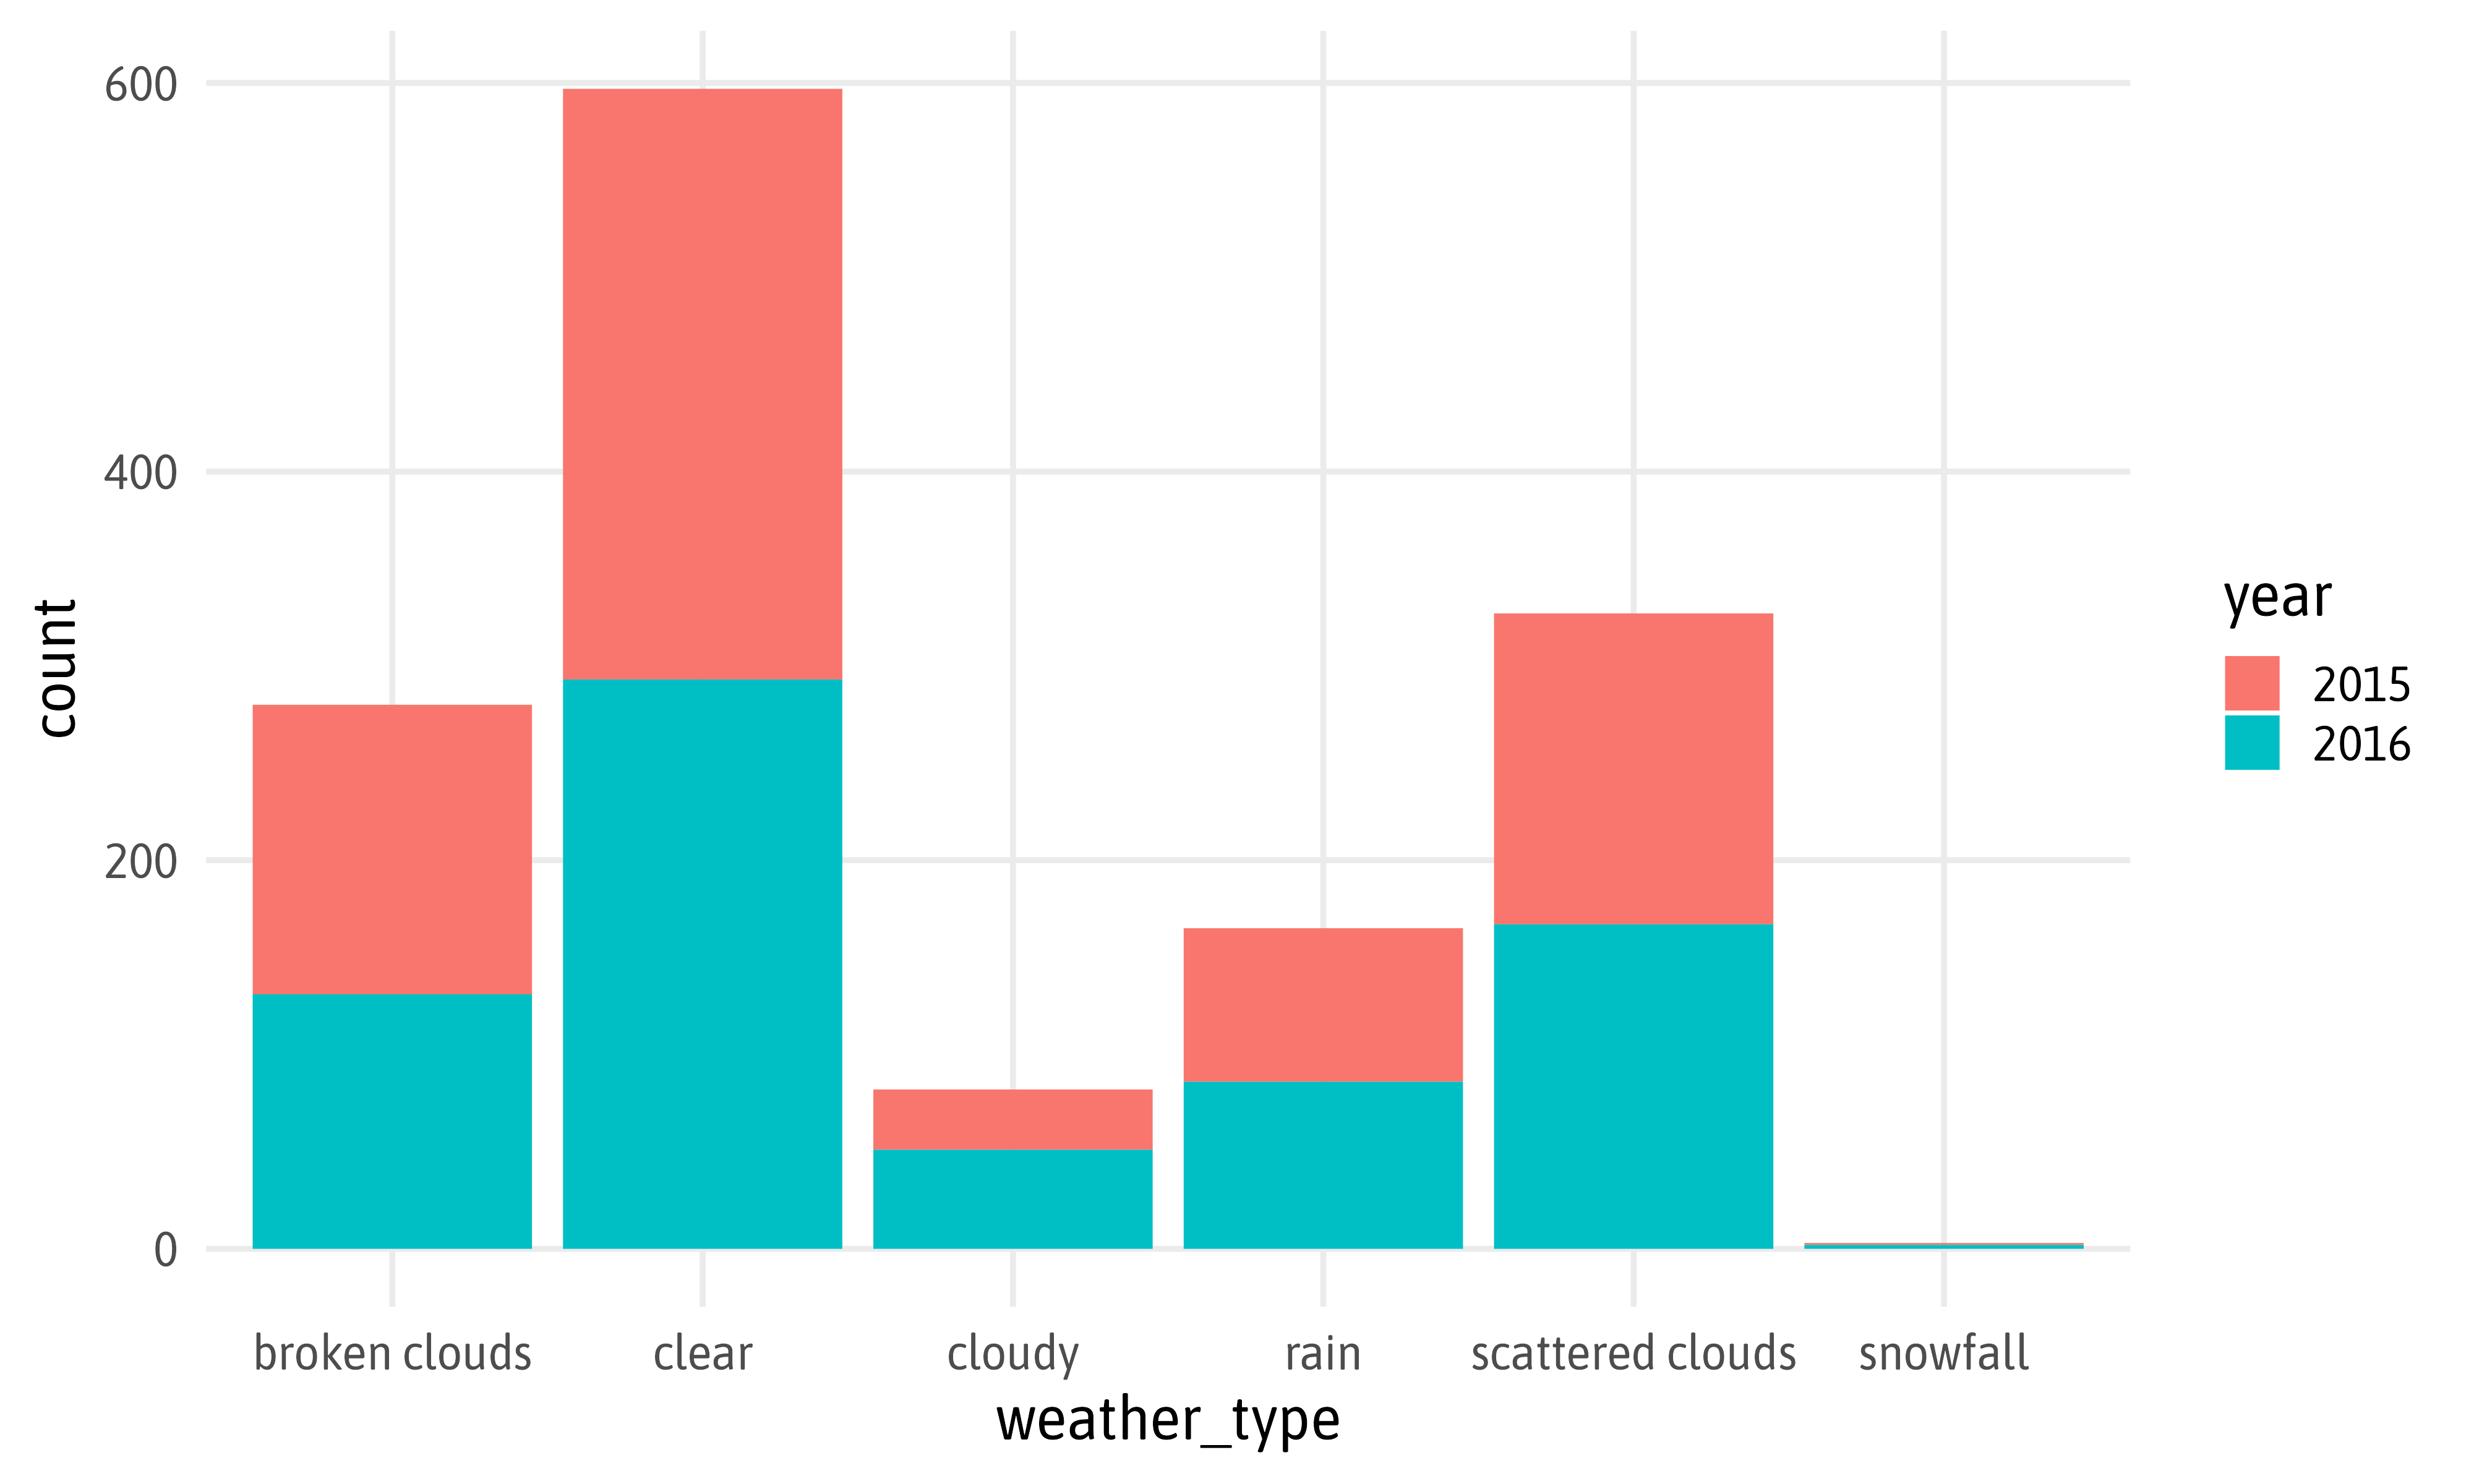 600
400
200
0
count
broken clouds
clear
cloudy
rain
scattered clouds
snowfall
weather_type
year
2015
2016